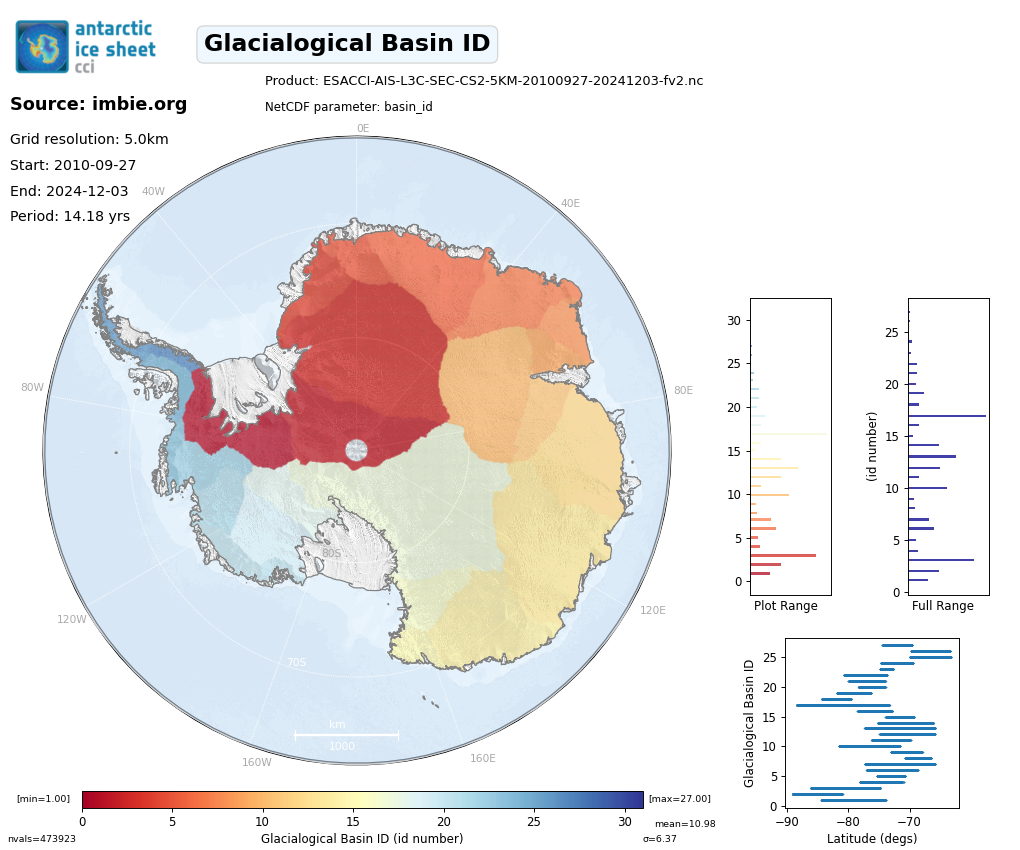 antarctic
ice sheet
cci
Glacialogical Basin ID
Product: ESACCI-AIS-L3C-SEC-CS2-5KM-20100927-20241203-fv2.nc
NetCDF parameter: basin_id
Source: imbie.org
Grid resolution: 5.0km
Start: 2010-09-27
End: 2024-12-03
Period: 14.18 yrs
0E
40W
40E
80W
80E
80S
120W
120E
70S
km
1000
160W
160E
30
25
20
15
10
5
0
Plot Range
(id number)
25
20
15
10
5
0
Full Range
Glacialogical Basin ID
25
20
15
10
5
0
−90
−80
−70
Latitude (degs)
[min=1.00]
[max=27.00]
0
5
10
15
20
25
30
mean=10.98
nvals=473923
Glacialogical Basin ID (id number)
σ=6.37